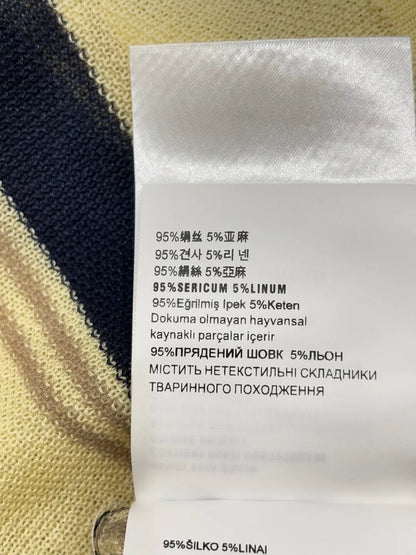 95%绢丝 5%亚麻
95%견사 5%리넨
95%絹絲 5%亞麻
95%SERICUM 5%LINUM
95%Eğrilmiş Ipek 5%Keten
Dokuma olmayan hayvansal
kaynaklı parçalar içerir
95%ПРЯДЕНИЙ ШОВК 5%ЛЬОН
МІСТИТЬ НЕТЕКСТИЛЬНІ СКЛАДНИКИ
ТВАРИННОГО ПОХОДЖЕННЯ
95%ŠILKO 5%LINAI